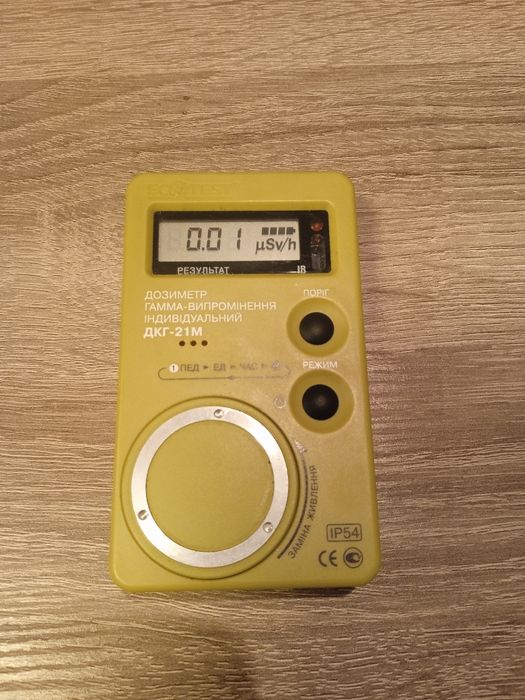 ECOTEST
0.01 µSv/h
РЕЗУЛЬТАТ IR
ДОЗИМЕТР
ГАММА-ВИПРОМІНЕННЯ
ІНДИВІДУАЛЬНИЙ
ДКГ-21М
ПОРІГ
1 ПЕД ЕД ЧАС
РЕЖИМ
ЗАМІНА ЖИВЛЕННЯ
IP54
CE